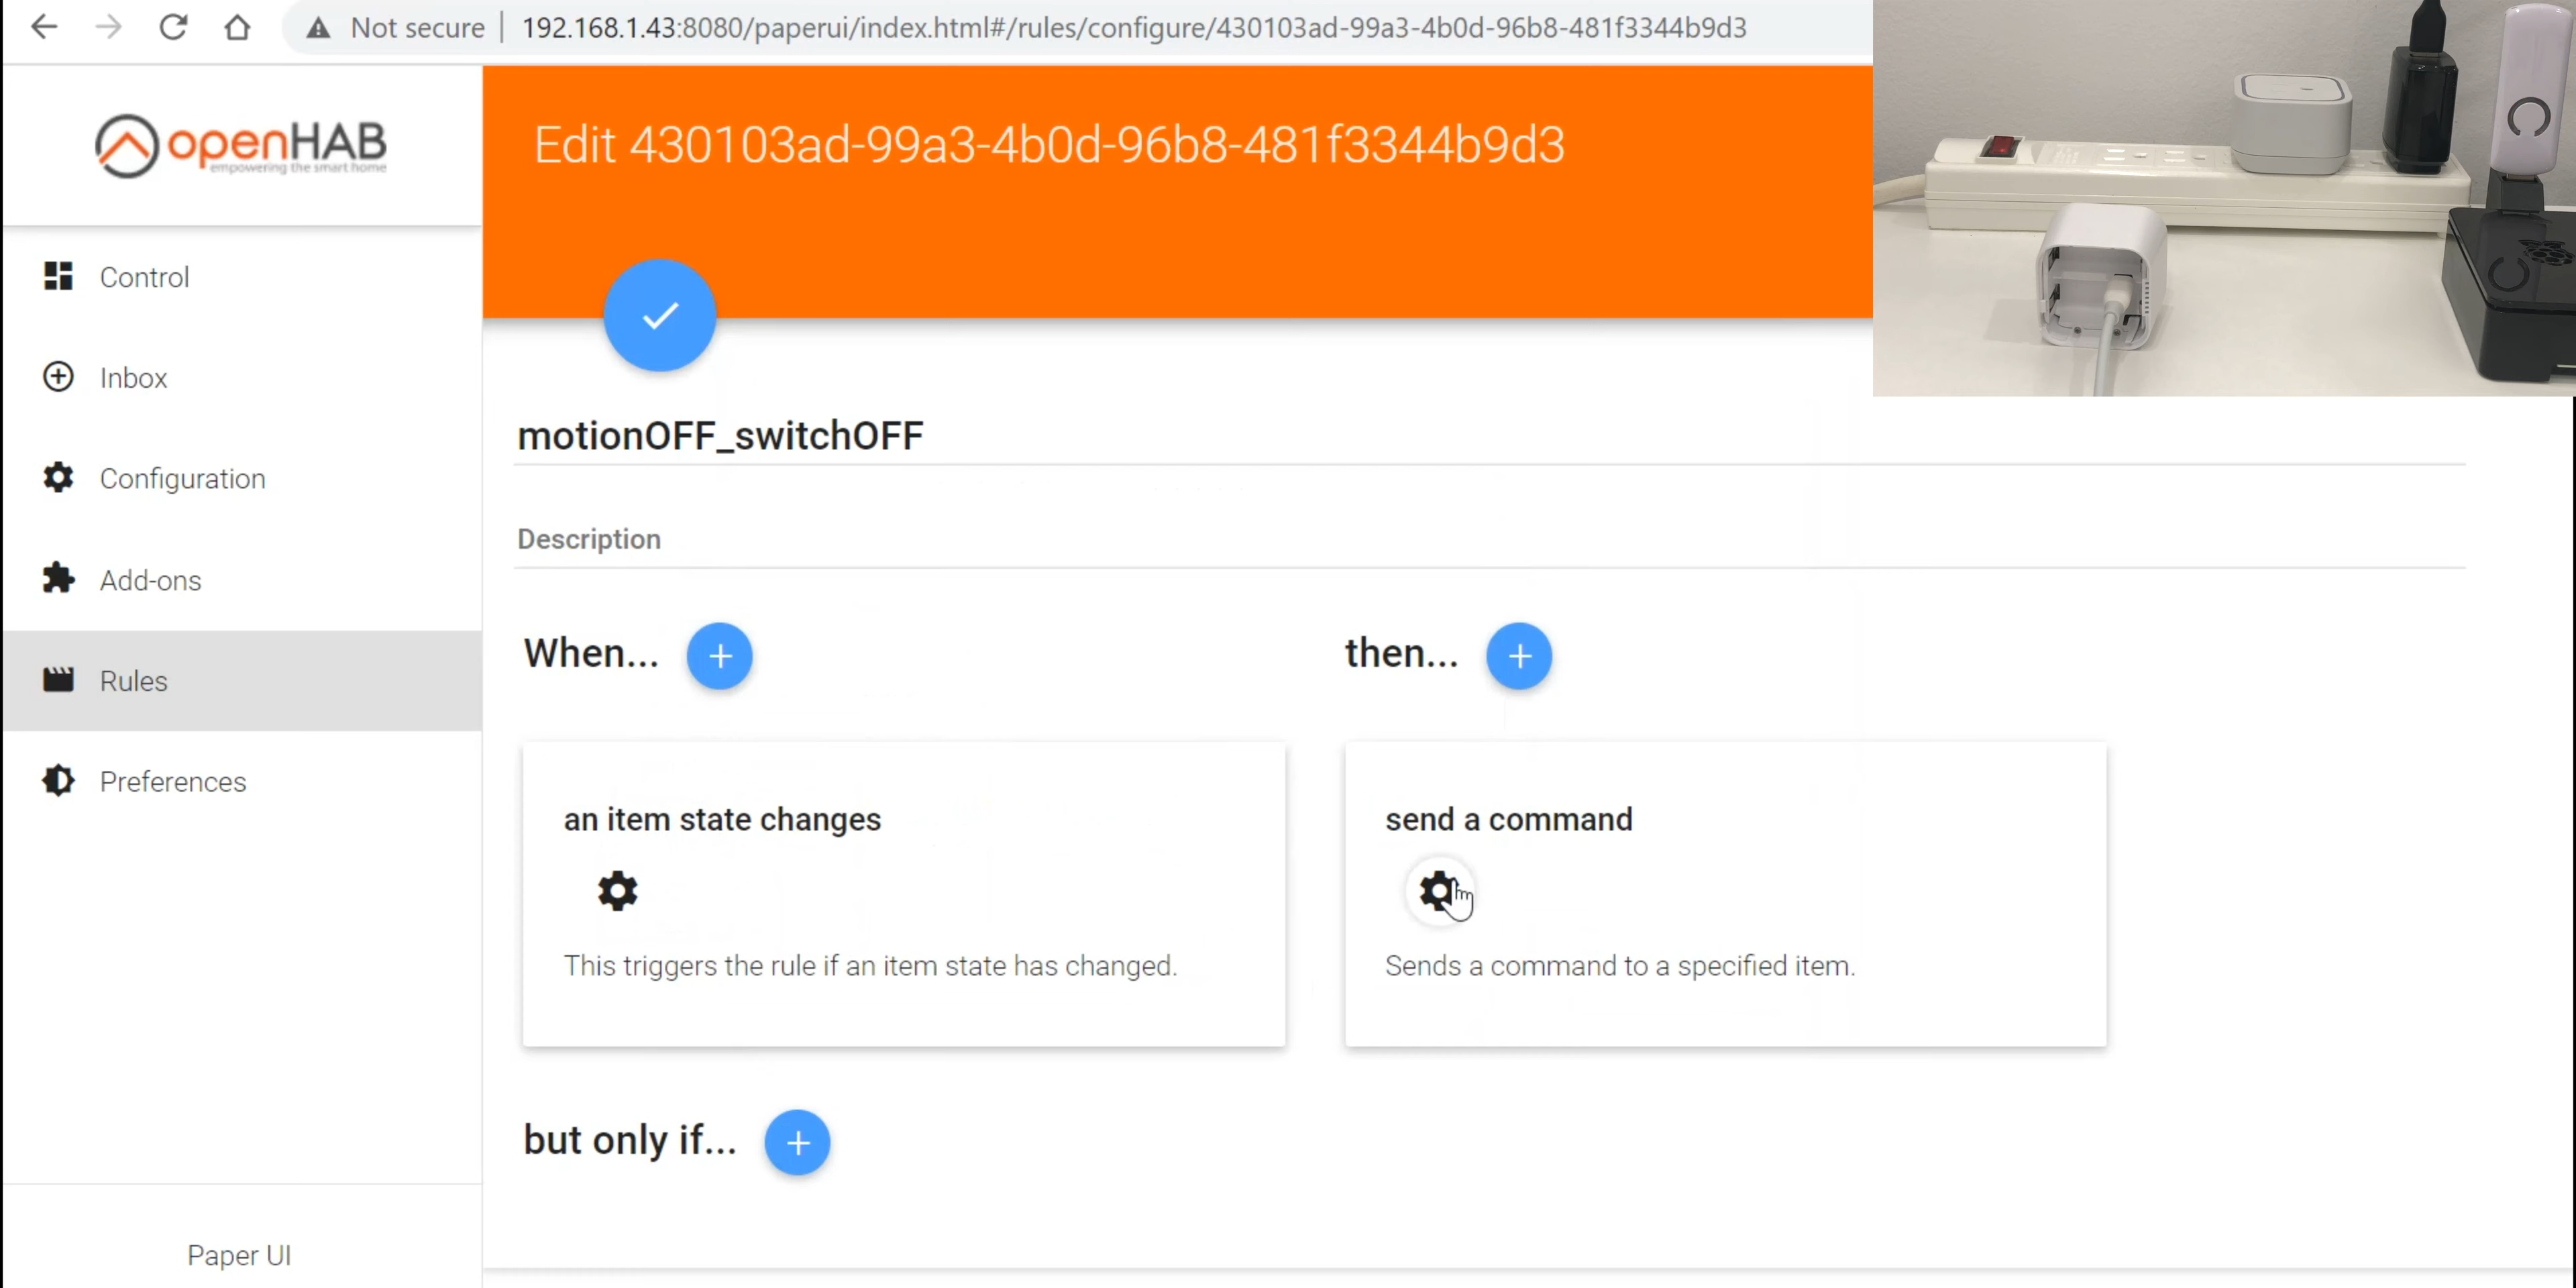 Not secure
192.168.1.43:8080/paperui/index.html#/rules/configure/430103ad-99a3-4b0d-96b8-481f3344b9d3
openHAB
empowering the smart home
Edit 430103ad-99a3-4b0d-96b8-481f3344b9d3
Control
Inbox
Configuration
Add-ons
Rules
Preferences
Paper UI
motionOFF_switchOFF
Description
When...
then...
an item state changes
This triggers the rule if an item state has changed.
send a command
Sends a command to a specified item.
but only if...